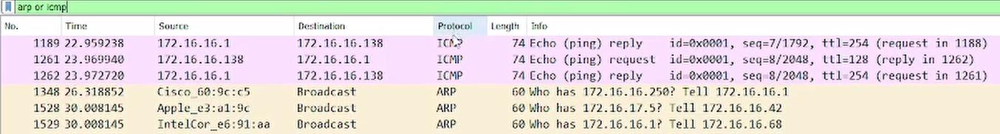 arp or icmp
No. Time Source Destination Protocol Length Info
1189 22.959238 172.16.16.1 172.16.16.138 ICMP 74 Echo (ping) reply id=0x0001, seq=7/1792, ttl=254 (request in 1188)
1261 23.969940 172.16.16.138 172.16.16.1 ICMP 74 Echo (ping) request id=0x0001, seq=8/2048, ttl=128 (reply in 1262)
1262 23.972720 172.16.16.1 172.16.16.138 ICMP 74 Echo (ping) reply id=0x0001, seq=8/2048, ttl=254 (request in 1261)
1348 26.318852 Cisco_60:9c:c5 Broadcast ARP 60 Who has 172.16.16.250? Tell 172.16.16.1
1528 30.008145 Apple_e3:a1:9c Broadcast ARP 60 Who has 172.16.17.5? Tell 172.16.16.42
1529 30.008145 IntelCor_e6:91:aa Broadcast ARP 60 Who has 172.16.16.1? Tell 172.16.16.68